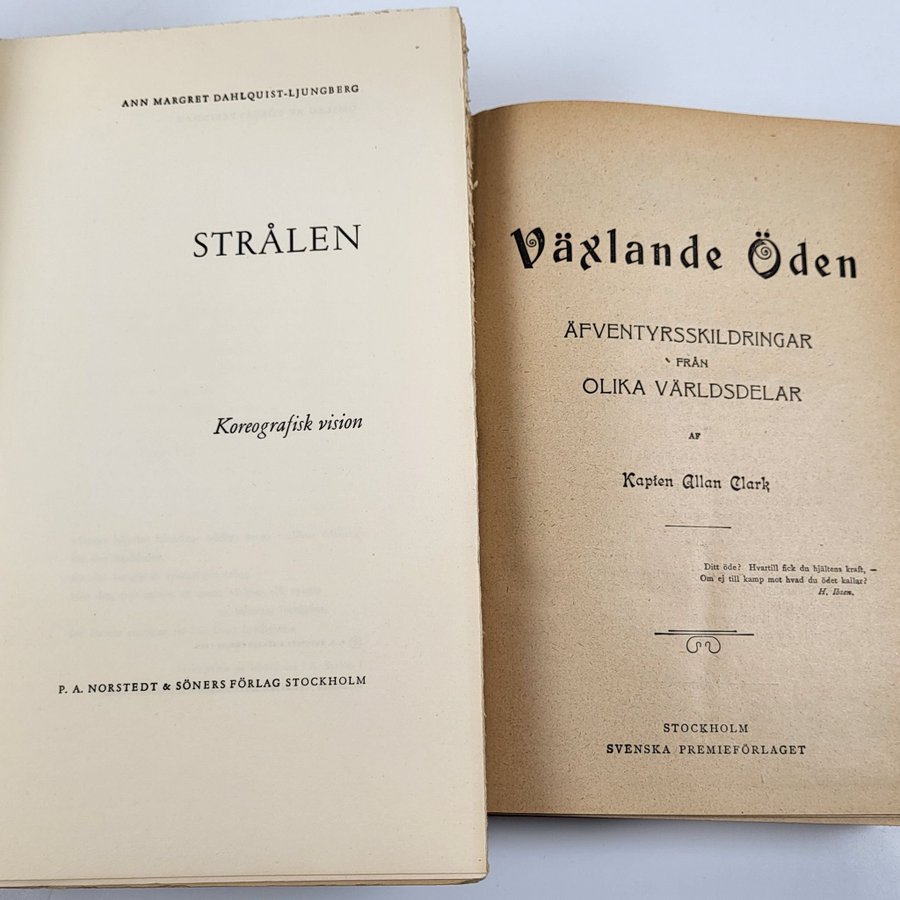 ANN MARGRET DAHLQUIST-LJUNGBERG
STRÅLEN
Koreografisk vision
P. A. NORSTEDT & SÖNERS FÖRLAG STOCKHOLM
Växlande Öden
ÄFVENTYRSSKILDRINGAR
FRÅN
OLIKA VÄRLDSDELAR
AF
Kapten Allan Clark
Ditt öde? Hvartill fick du hjältens kraft, —
Om ej till kamp mot hvad du ödet kallar?
H. Ibsen.
STOCKHOLM
SVENSKA PREMIEFÖRLAGET